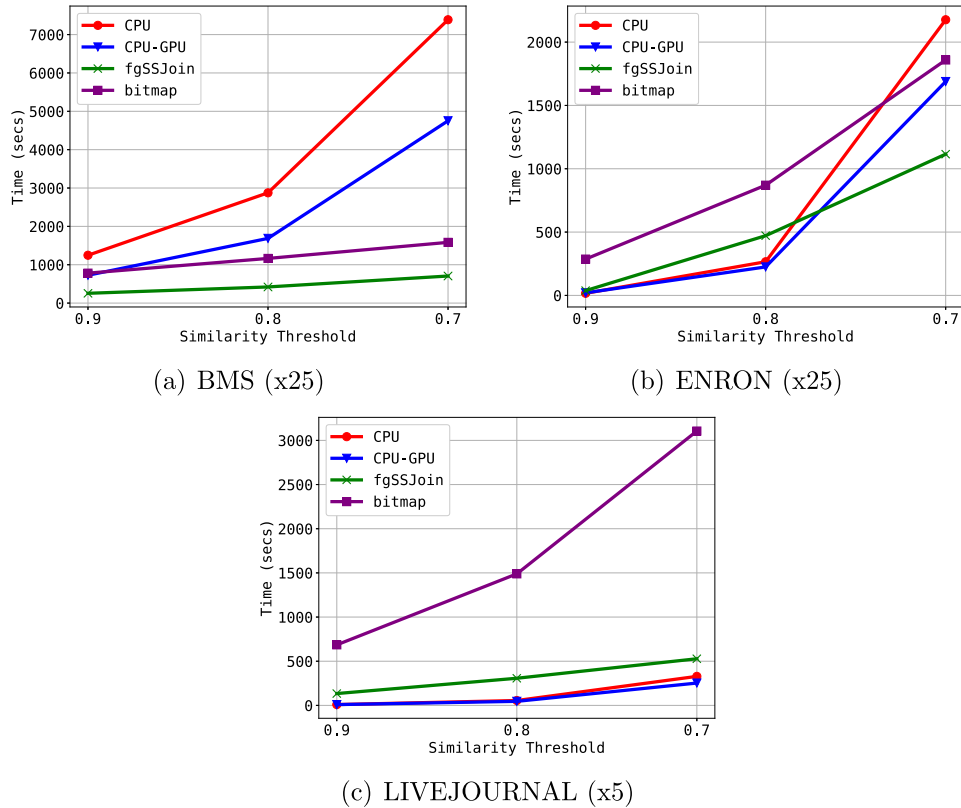 CPU
CPU-GPU
fgSSJoin
bitmap
7000
6000
5000
4000
3000
2000
1000
0
Time (secs)
0.9
0.8
0.7
Similarity Threshold
(a) BMS (x25)
CPU
CPU-GPU
fgSSJoin
bitmap
2000
1500
1000
500
0
Time (secs)
0.9
0.8
0.7
Similarity Threshold
(b) ENRON (x25)
CPU
CPU-GPU
fgSSJoin
bitmap
3000
2500
2000
1500
1000
500
0
Time (secs)
0.9
0.8
0.7
Similarity Threshold
(c) LIVEJOURNAL (x5)